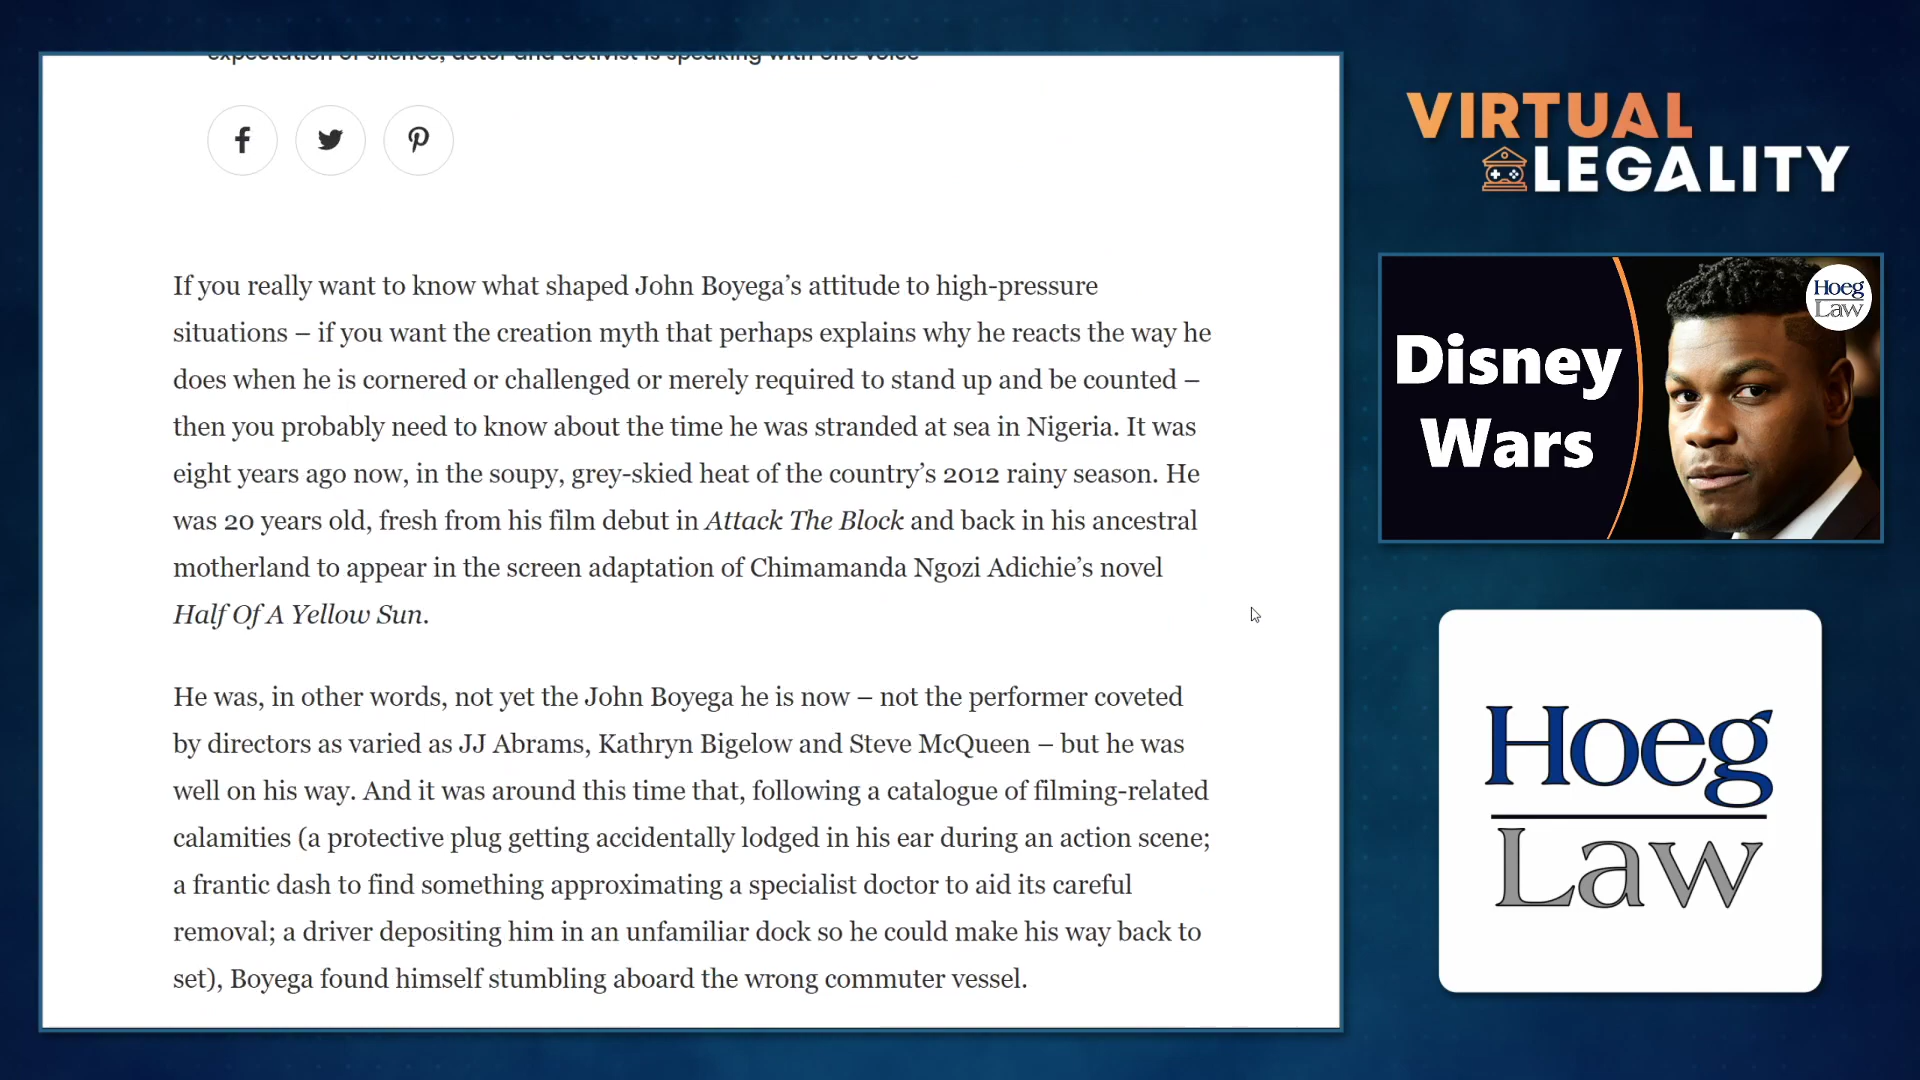 expectation of silence, actor and activist is speaking with one voice
If you really want to know what shaped John Boyega’s attitude to high-pressure
situations – if you want the creation myth that perhaps explains why he reacts the way he
does when he is cornered or challenged or merely required to stand up and be counted –
then you probably need to know about the time he was stranded at sea in Nigeria. It was
eight years ago now, in the soupy, grey-skied heat of the country’s 2012 rainy season. He
was 20 years old, fresh from his film debut in Attack The Block and back in his ancestral
motherland to appear in the screen adaptation of Chimamanda Ngozi Adichie’s novel
Half Of A Yellow Sun.
He was, in other words, not yet the John Boyega he is now – not the performer coveted
by directors as varied as JJ Abrams, Kathryn Bigelow and Steve McQueen – but he was
well on his way. And it was around this time that, following a catalogue of filming-related
calamities (a protective plug getting accidentally lodged in his ear during an action scene;
a frantic dash to find something approximating a specialist doctor to aid its careful
removal; a driver depositing him in an unfamiliar dock so he could make his way back to
set), Boyega found himself stumbling aboard the wrong commuter vessel.
VIRTUAL
LEGALITY
Disney
Wars
Hoeg
Law
Hoeg
Law